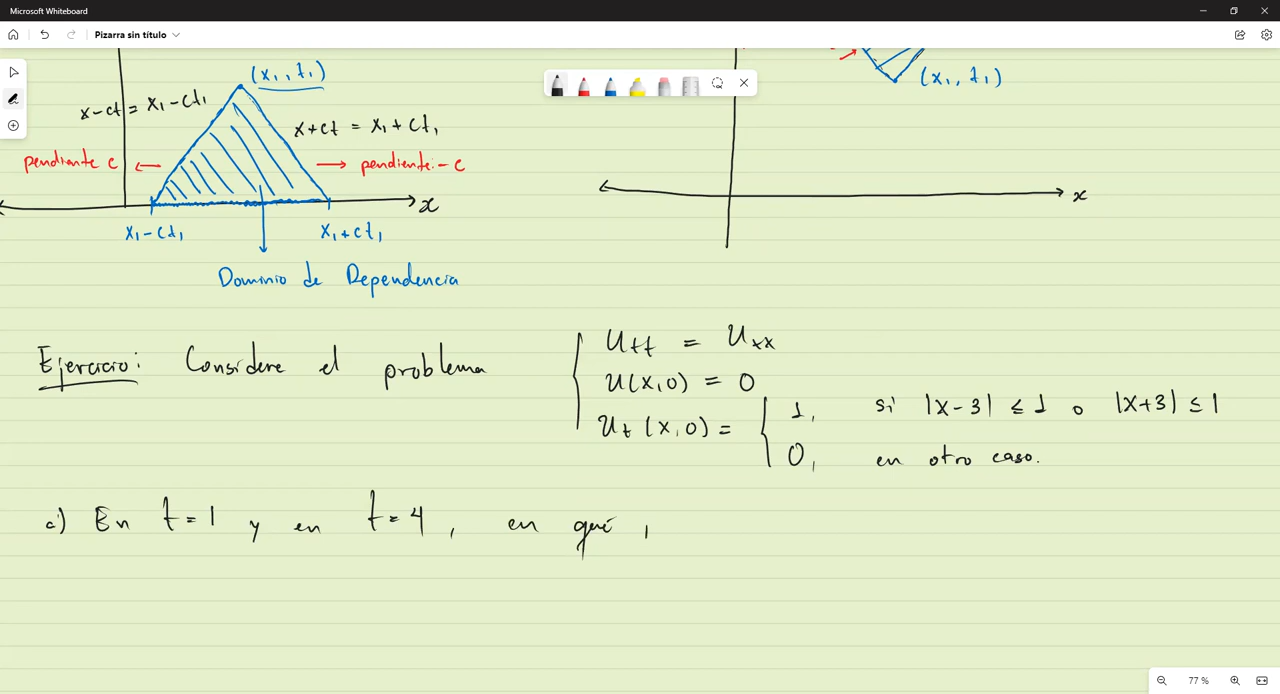 Microsoft Whiteboard
Pizarra sin título
(x₁, t₁)
x-ct = x₁-ct₁
x+ct = x₁+ct₁
pendiente c
pendiente: -c
x
x₁-ct₁
x₁+ct₁
Dominio de Dependencia
(x₁, t₁)
x
Ejercicio: Considere el problema
u_tt = u_xx
u(x,0) = 0
u_t(x,0) = { 1, si |x-3| ≤ 1 o |x+3| ≤ 1
0, en otro caso.
a) En t=1 y en t=4, en qué
77 %